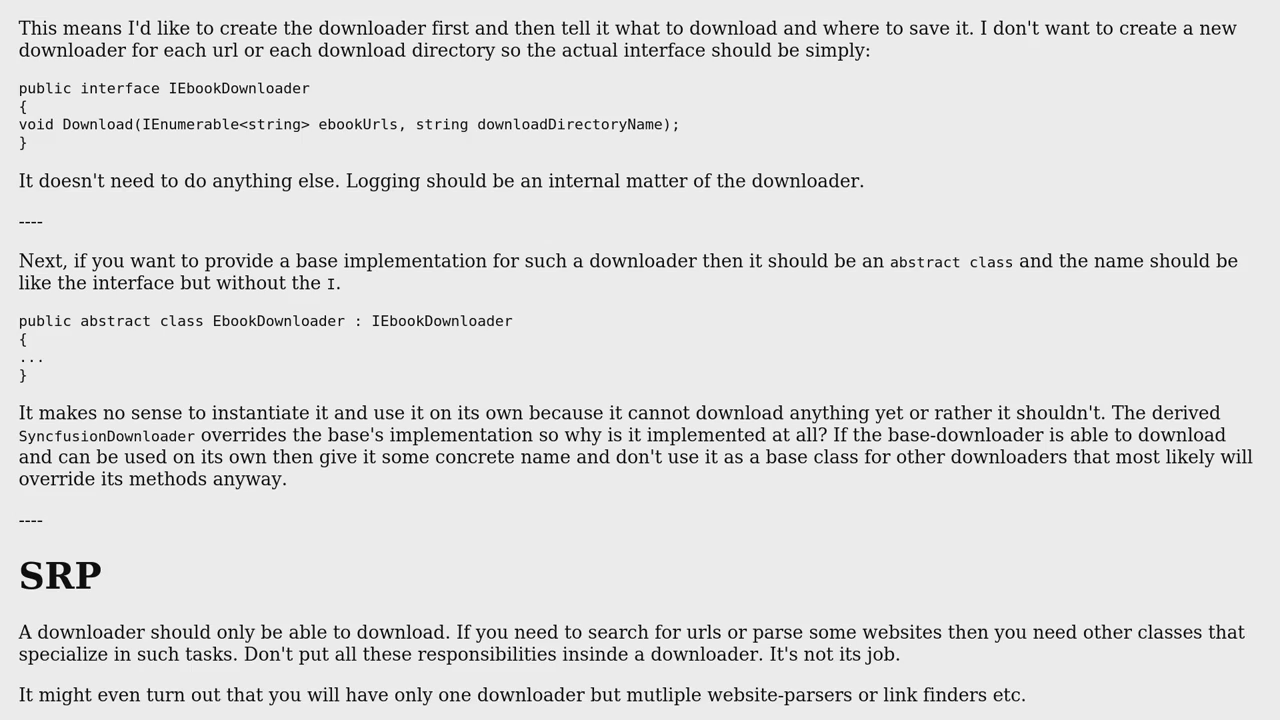 This means I'd like to create the downloader first and then tell it what to download and where to save it. I don't want to create a new
downloader for each url or each download directory so the actual interface should be simply:
public interface IEbookDownloader
{
void Download(IEnumerable<string> ebookUrls, string downloadDirectoryName);
}
It doesn't need to do anything else. Logging should be an internal matter of the downloader.
----
Next, if you want to provide a base implementation for such a downloader then it should be an abstract class and the name should be
like the interface but without the I.
public abstract class EbookDownloader : IEbookDownloader
{
...
}
It makes no sense to instantiate it and use it on its own because it cannot download anything yet or rather it shouldn't. The derived
SyncfusionDownloader overrides the base's implementation so why is it implemented at all? If the base-downloader is able to download
and can be used on its own then give it some concrete name and don't use it as a base class for other downloaders that most likely will
override its methods anyway.
----
SRP
A downloader should only be able to download. If you need to search for urls or parse some websites then you need other classes that
specialize in such tasks. Don't put all these responsibilities insinde a downloader. It's not its job.
It might even turn out that you will have only one downloader but mutliple website-parsers or link finders etc.